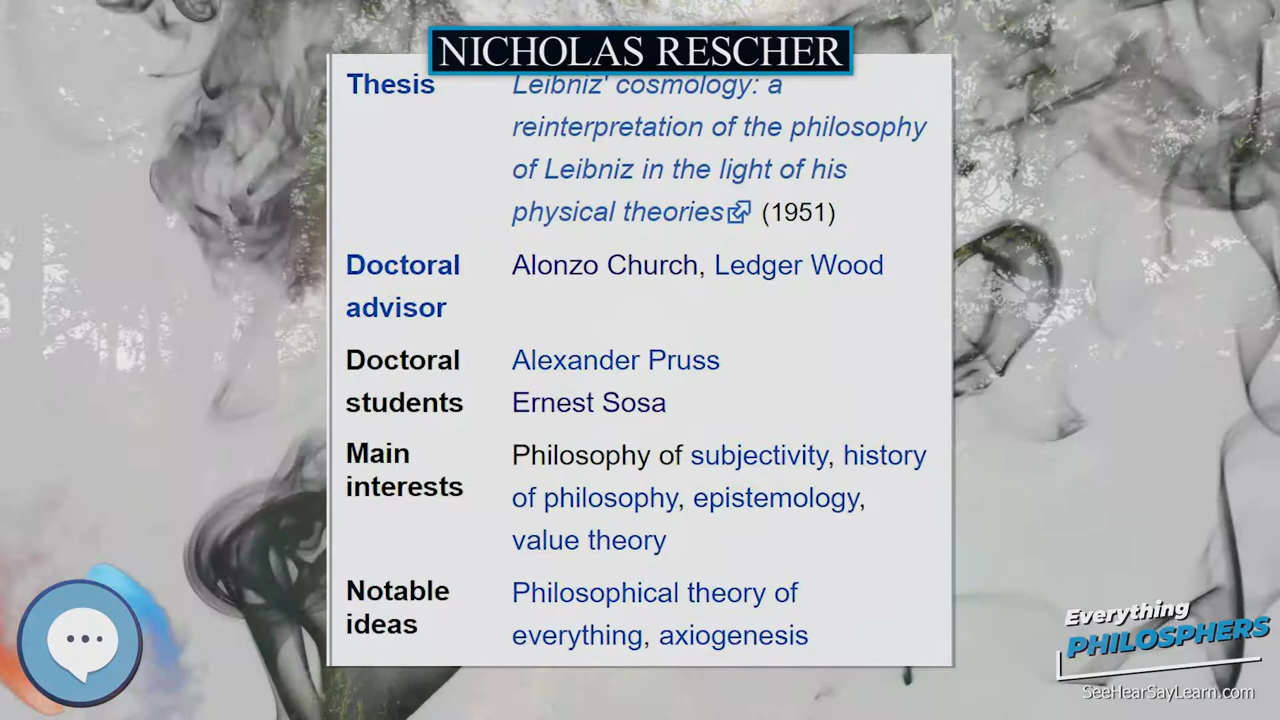 NICHOLAS RESCHER
Thesis Leibniz' cosmology: a
reinterpretation of the philosophy
of Leibniz in the light of his
physical theories (1951)
Doctoral Alonzo Church, Ledger Wood
advisor
Doctoral Alexander Pruss
students Ernest Sosa
Main Philosophy of subjectivity, history
interests of philosophy, epistemology,
value theory
Notable Philosophical theory of
ideas everything, axiogenesis
Everything
PHILOSPHERS
SeeHearSayLearn.com